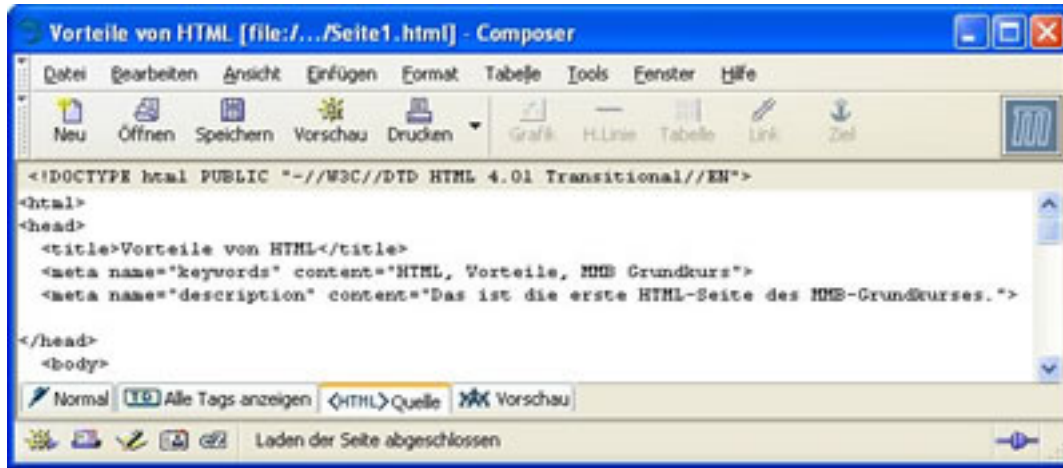 Vorteile von HTML [file:/.../Seite1.html] - Composer
Datei Bearbeiten Ansicht Einfügen Format Tabelle Tools Fenster Hilfe
Neu Öffnen Speichern Vorschau Drucken Grafik H.Linie Tabelle Link Ziel
<!DOCTYPE html PUBLIC "-//W3C//DTD HTML 4.01 Transitional//EN">
<html>
<head>
<title>Vorteile von HTML</title>
<meta name="keywords" content="HTML, Vorteile, MMB Grundkurs">
<meta name="description" content="Das ist die erste HTML-Seite des MMB-Grundkurses.">
</head>
<body>
Normal TD Alle Tags anzeigen <HTML> Quelle Vorschau
Laden der Seite abgeschlossen